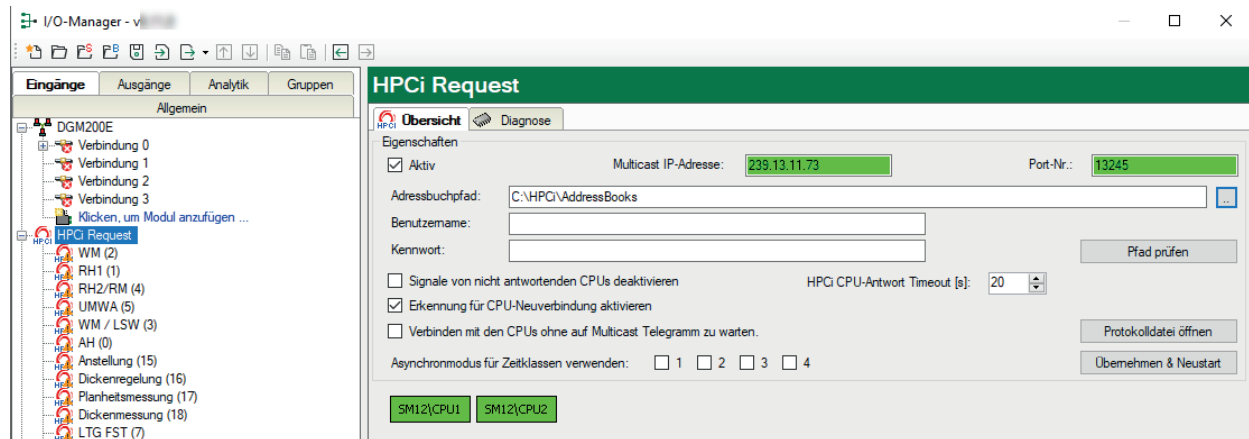 I/O-Manager - v
Eingänge Ausgänge Analytik Gruppen
Allgemein
DGM200E
Verbindung 0
Verbindung 1
Verbindung 2
Verbindung 3
Klicken, um Modul anzufügen ...
HPCi Request
WM (2)
RH1 (1)
RH2/RM (4)
UMWA (5)
WM / LSW (3)
AH (0)
Anstellung (15)
Dickenregelung (16)
Planheitsmessung (17)
Dickenmessung (18)
LTG FST (7)
HPCi Request
Übersicht Diagnose
Eigenschaften
Aktiv Multicast IP-Adresse: 239.13.11.73 Port-Nr.: 13245
Adressbuchpfad: C:\HPCi\AddressBooks ..
Benutzername:
Kennwort: Pfad prüfen
Signale von nicht antwortenden CPUs deaktivieren HPCi CPU-Antwort Timeout [s]: 20
Erkennung für CPU-Neuverbindung aktivieren
Verbinden mit den CPUs ohne auf Multicast Telegramm zu warten. Protokolldatei öffnen
Asynchronmodus für Zeitklassen verwenden: 1 2 3 4 Übernehmen & Neustart
SM12\CPU1 SM12\CPU2